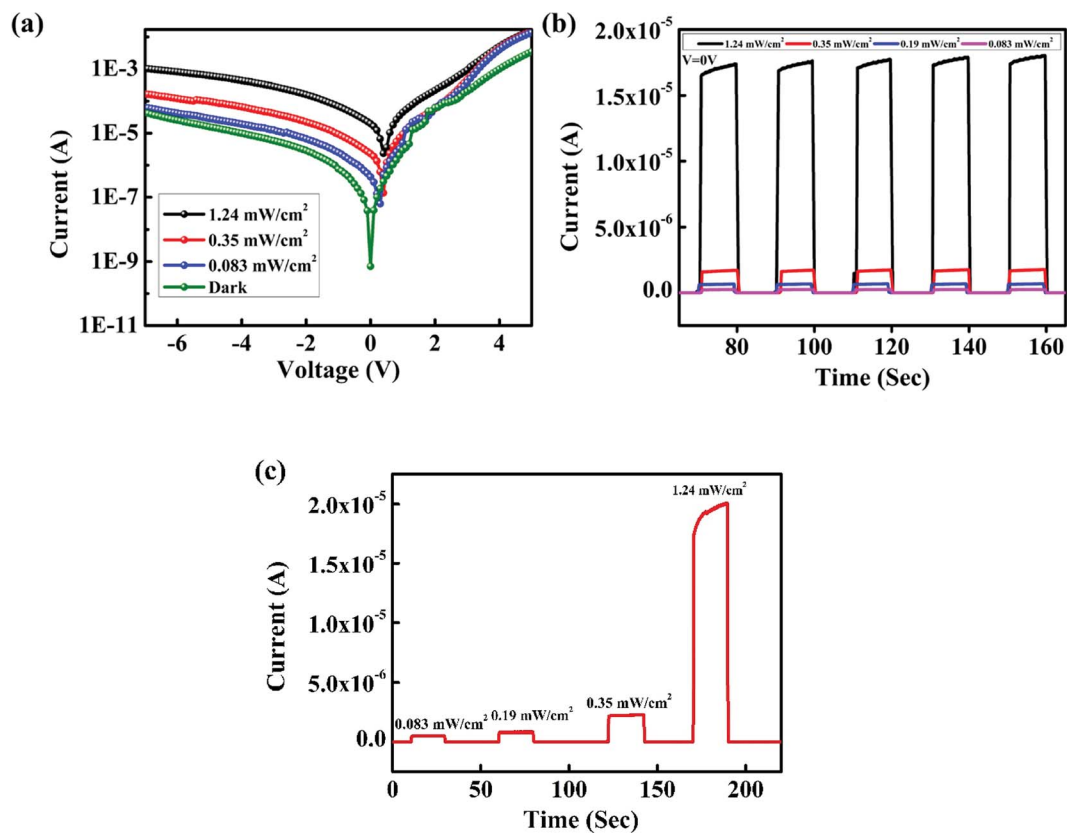 (a)
Current (A)
1E-3
1E-5
1E-7
1E-9
1E-11
1.24 mW/cm²
0.35 mW/cm²
0.083 mW/cm²
Dark
-6 -4 -2 0 2 4
Voltage (V)
(b)
Current (A)
2.0x10⁻⁵
1.5x10⁻⁵
1.0x10⁻⁵
5.0x10⁻⁶
0.0
1.24 mW/cm² 0.35 mW/cm² 0.19 mW/cm² 0.083 mW/cm²
V=0V
80 100 120 140 160
Time (Sec)
(c)
Current (A)
2.0x10⁻⁵
1.5x10⁻⁵
1.0x10⁻⁵
5.0x10⁻⁶
0.0
0.083 mW/cm²
0.19 mW/cm²
0.35 mW/cm²
1.24 mW/cm²
0 50 100 150 200
Time (Sec)